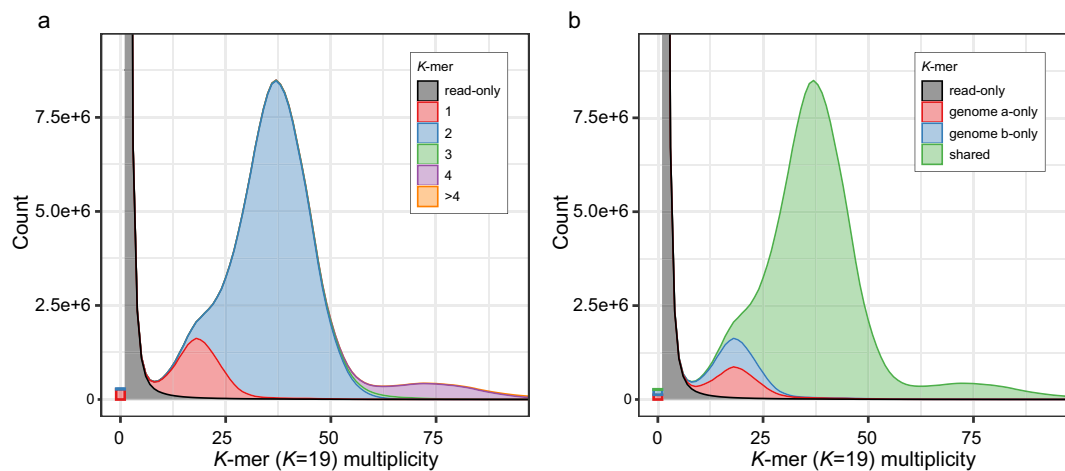 a
Count
7.5e+6
5.0e+6
2.5e+6
0
0
25
50
75
K-mer (K=19) multiplicity
K-mer
read-only
1
2
3
4
>4
b
Count
7.5e+6
5.0e+6
2.5e+6
0
0
25
50
75
K-mer (K=19) multiplicity
K-mer
read-only
genome a-only
genome b-only
shared